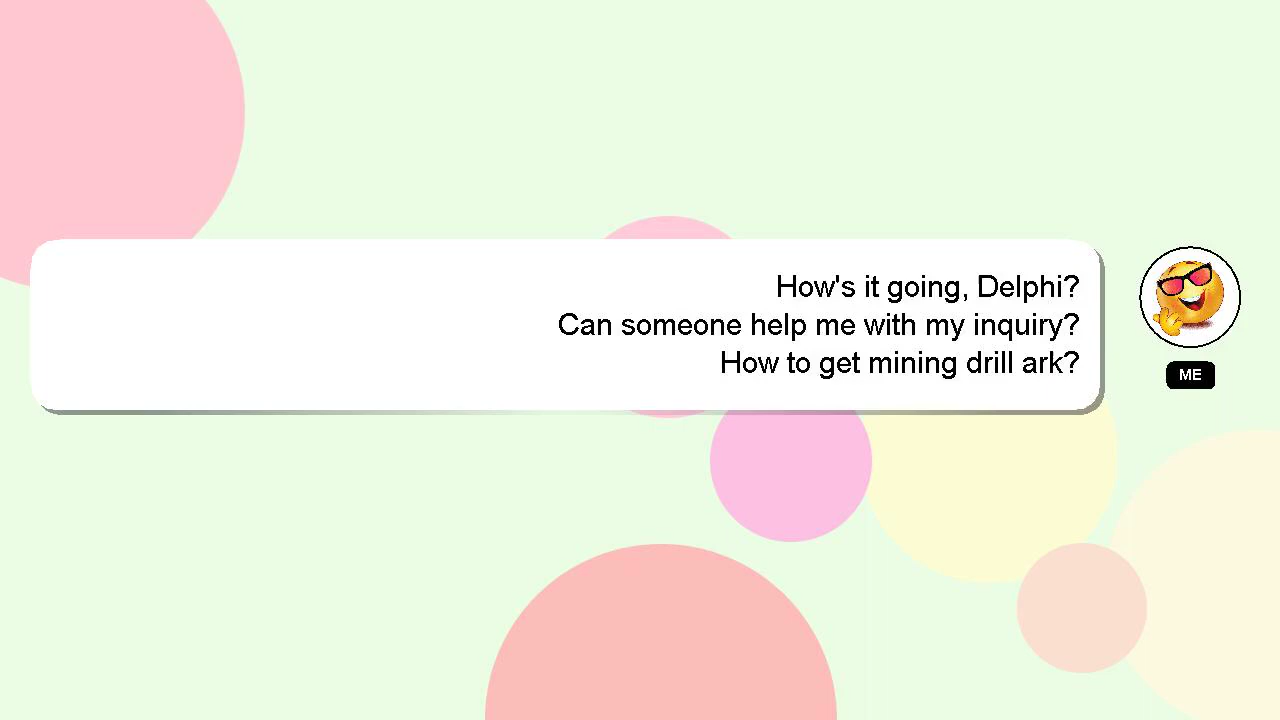 How's it going, Delphi?
Can someone help me with my inquiry?
How to get mining drill ark?
ME